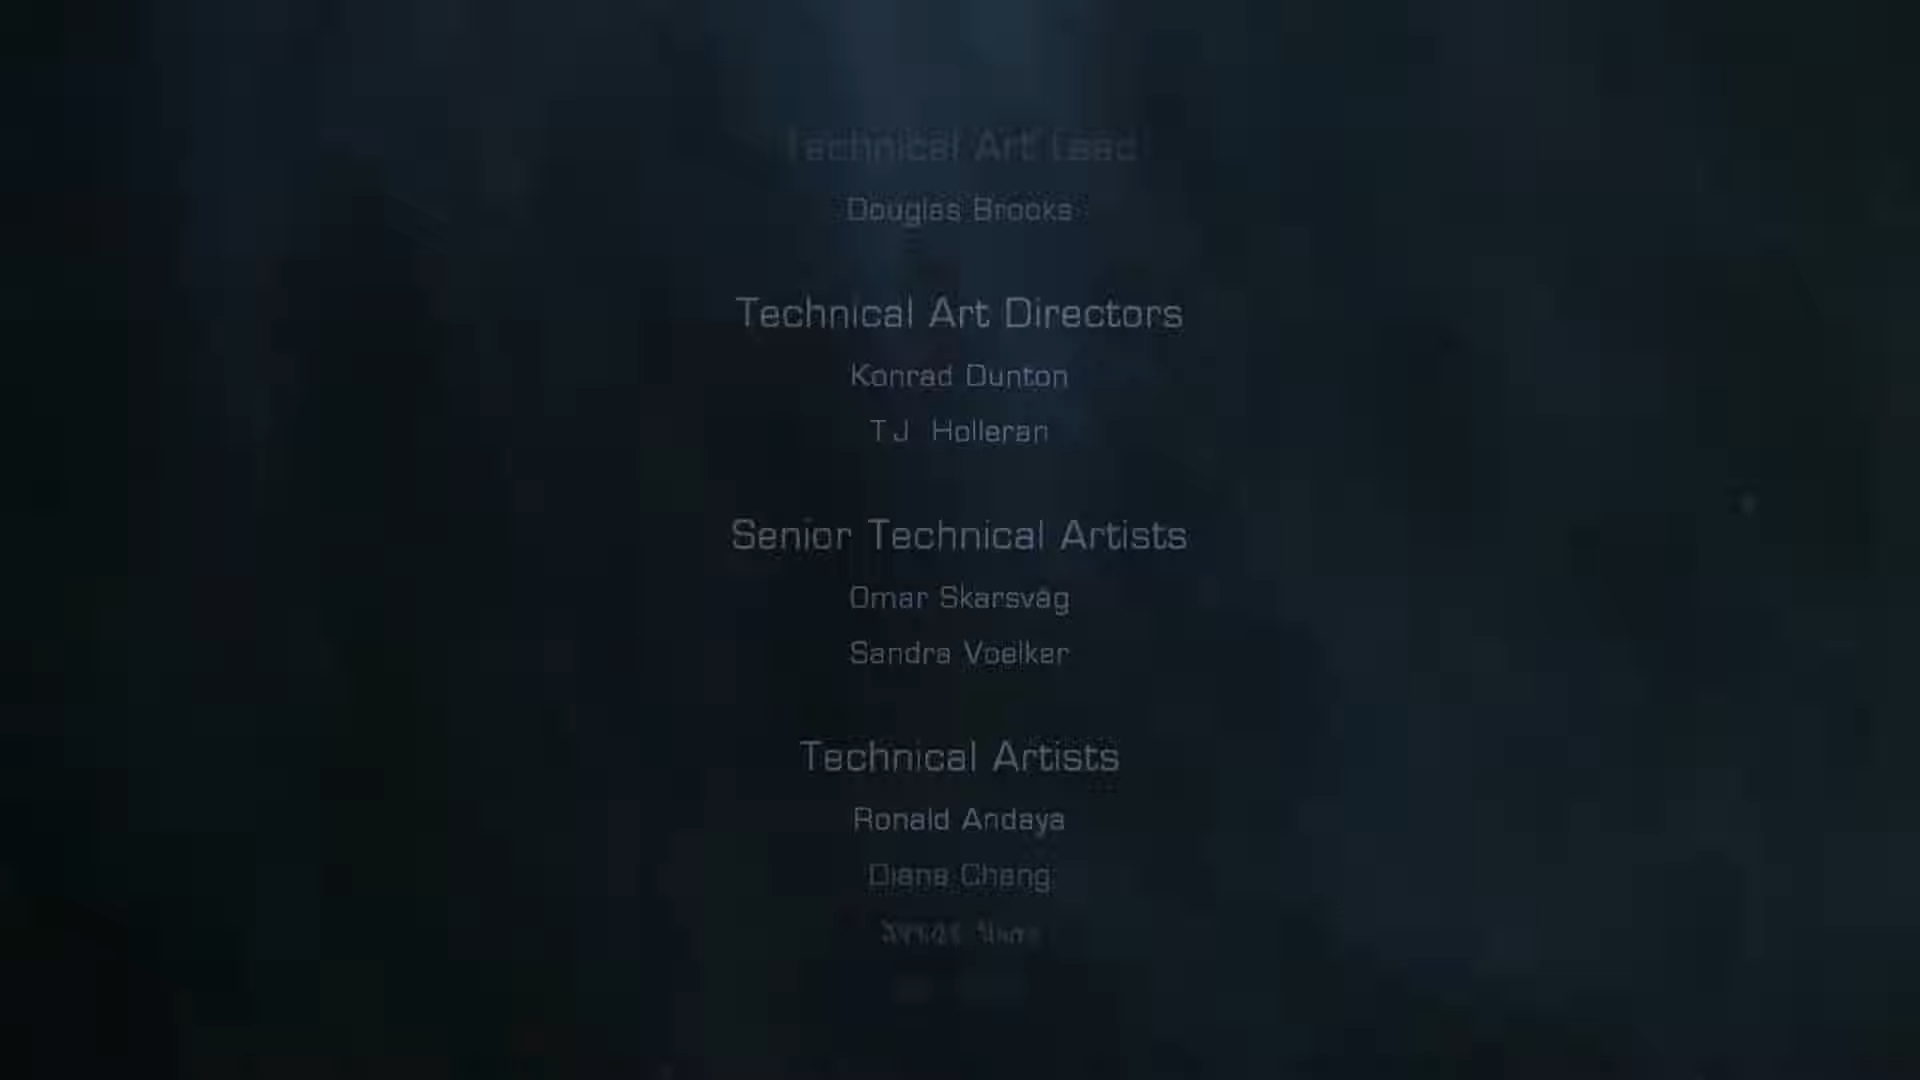 Technical Art Lead
Douglas Brooks
Technical Art Directors
Konrad Dunton
TJ Holleran
Senior Technical Artists
Omar Skarsvåg
Sandra Voelker
Technical Artists
Ronald Andaya
Diana Chang